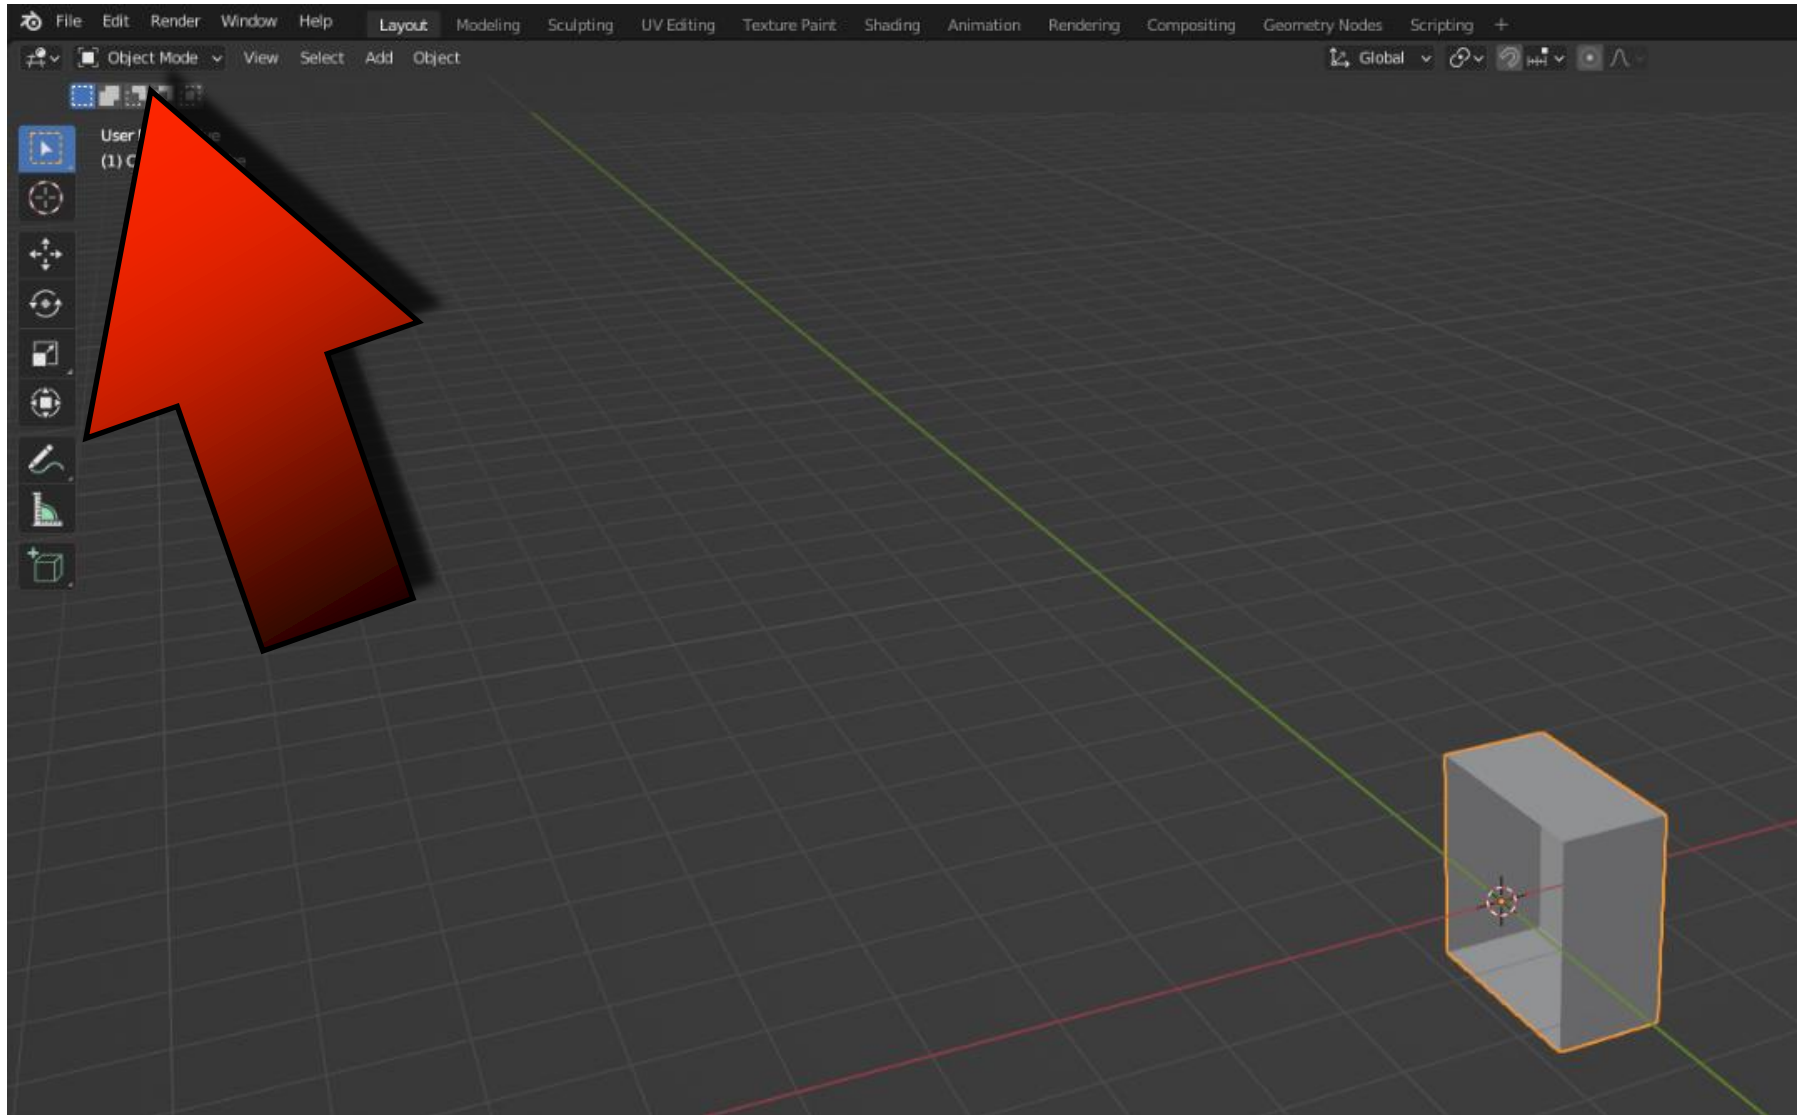 File Edit Render Window Help Layout Modeling Sculpting UV Editing Texture Paint Shading Animation Rendering Compositing Geometry Nodes Scripting +
Object Mode View Select Add Object Global
User
(1)